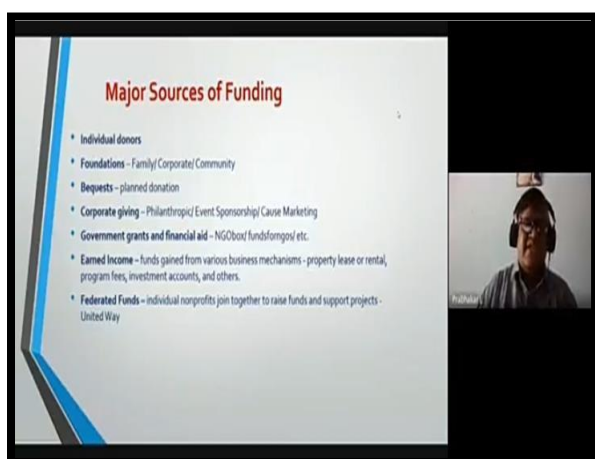 Major Sources of Funding
• Individual donors
• Foundations – Family/ Corporate/ Community
• Bequests – planned donation
• Corporate giving – Philanthropic/ Event Sponsorship/ Cause Marketing
• Government grants and financial aid – NGObox/ fundsforngos/ etc.
• Earned Income – funds gained from various business mechanisms - property lease or rental,
program fees, investment accounts, and others.
• Federated Funds – individual nonprofits join together to raise funds and support projects -
United Way
Prabhakar